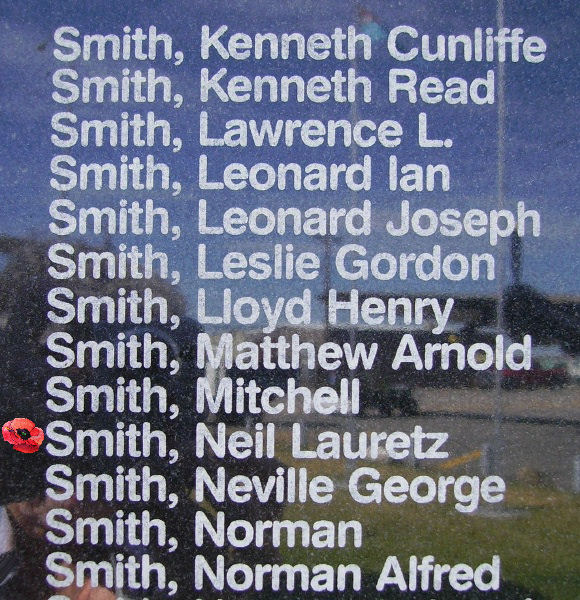 Smith, Kenneth Cunliffe
Smith, Kenneth Read
Smith, Lawrence L.
Smith, Leonard Ian
Smith, Leonard Joseph
Smith, Leslie Gordon
Smith, Lloyd Henry
Smith, Matthew Arnold
Smith, Mitchell
Smith, Neil Lauretz
Smith, Neville George
Smith, Norman
Smith, Norman Alfred